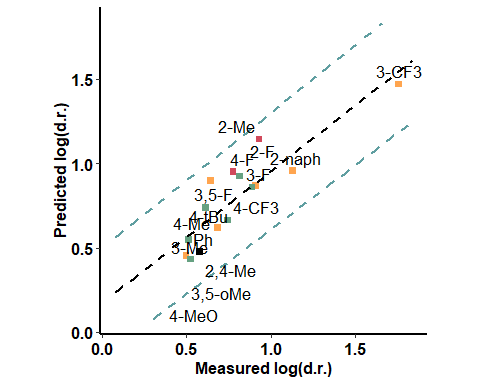 Predicted log(d.r.)
1.5
1.0
0.5
0.0
3-CF3
2-Me
2-F
4-F
2-naph
3-F
3,5-F
4-CF3
4-tBu
4-Me
Ph
3-Me
2,4-Me
3,5-oMe
4-MeO
0.0 0.5 1.0 1.5
Measured log(d.r.)